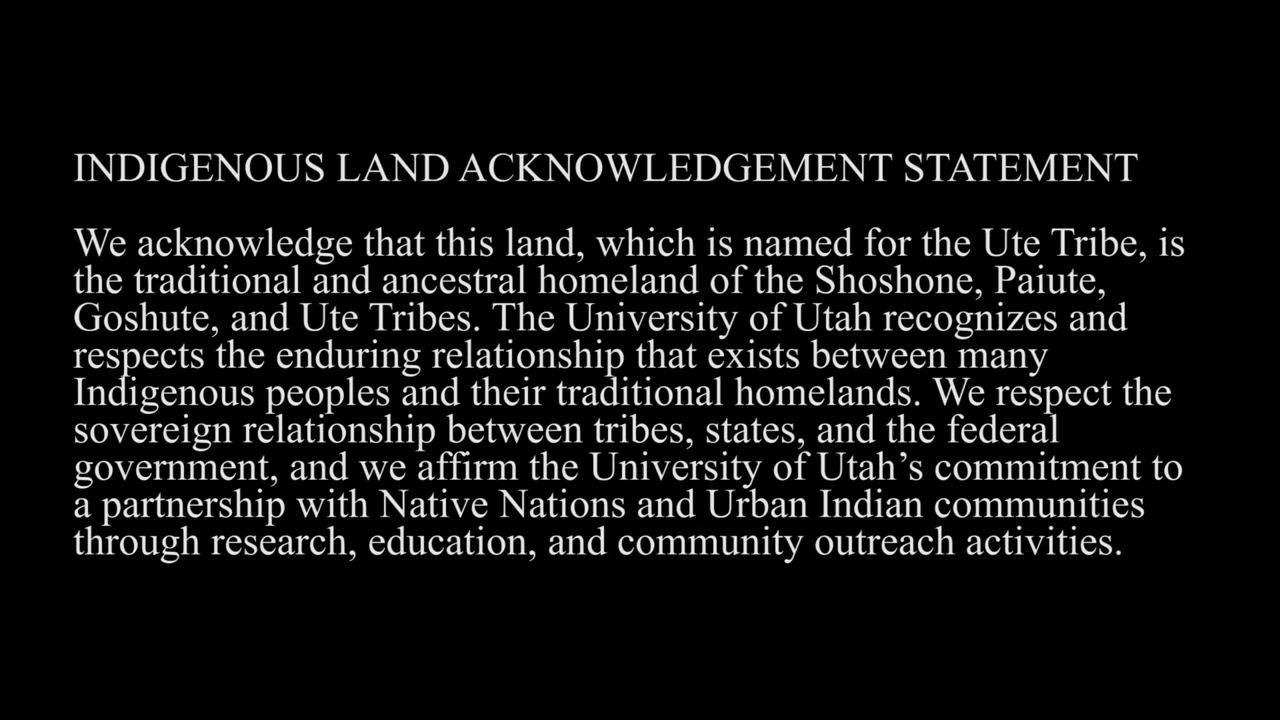 INDIGENOUS LAND ACKNOWLEDGEMENT STATEMENT
We acknowledge that this land, which is named for the Ute Tribe, is
the traditional and ancestral homeland of the Shoshone, Paiute,
Goshute, and Ute Tribes. The University of Utah recognizes and
respects the enduring relationship that exists between many
Indigenous peoples and their traditional homelands. We respect the
sovereign relationship between tribes, states, and the federal
government, and we affirm the University of Utah’s commitment to
a partnership with Native Nations and Urban Indian communities
through research, education, and community outreach activities.